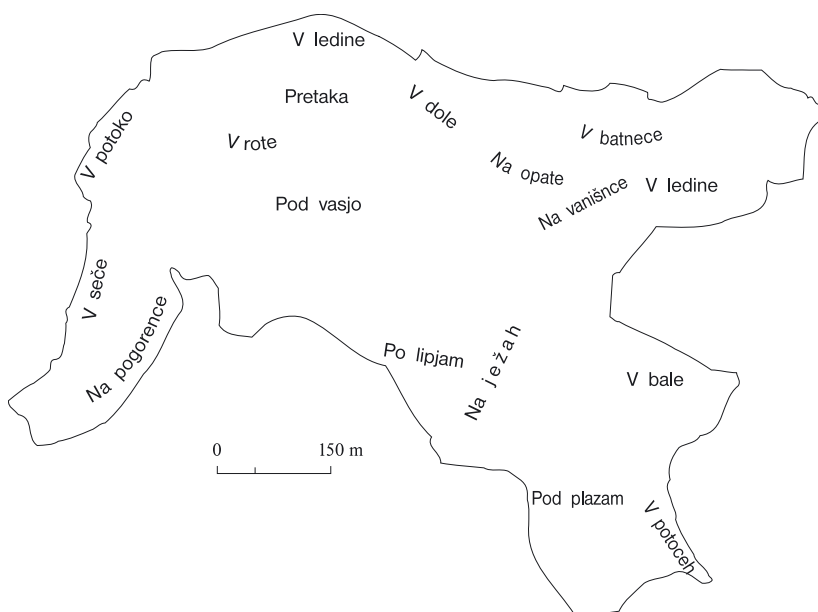 V ledine
Pretaka
V dole
V potoko
V rote
V batnece
Na opate
V ledine
Na vanišnce
Pod vasjo
V seče
Na pogorence
Po lipjam
Na ježah
V bale
0 150 m
Pod plazam
V potoceh